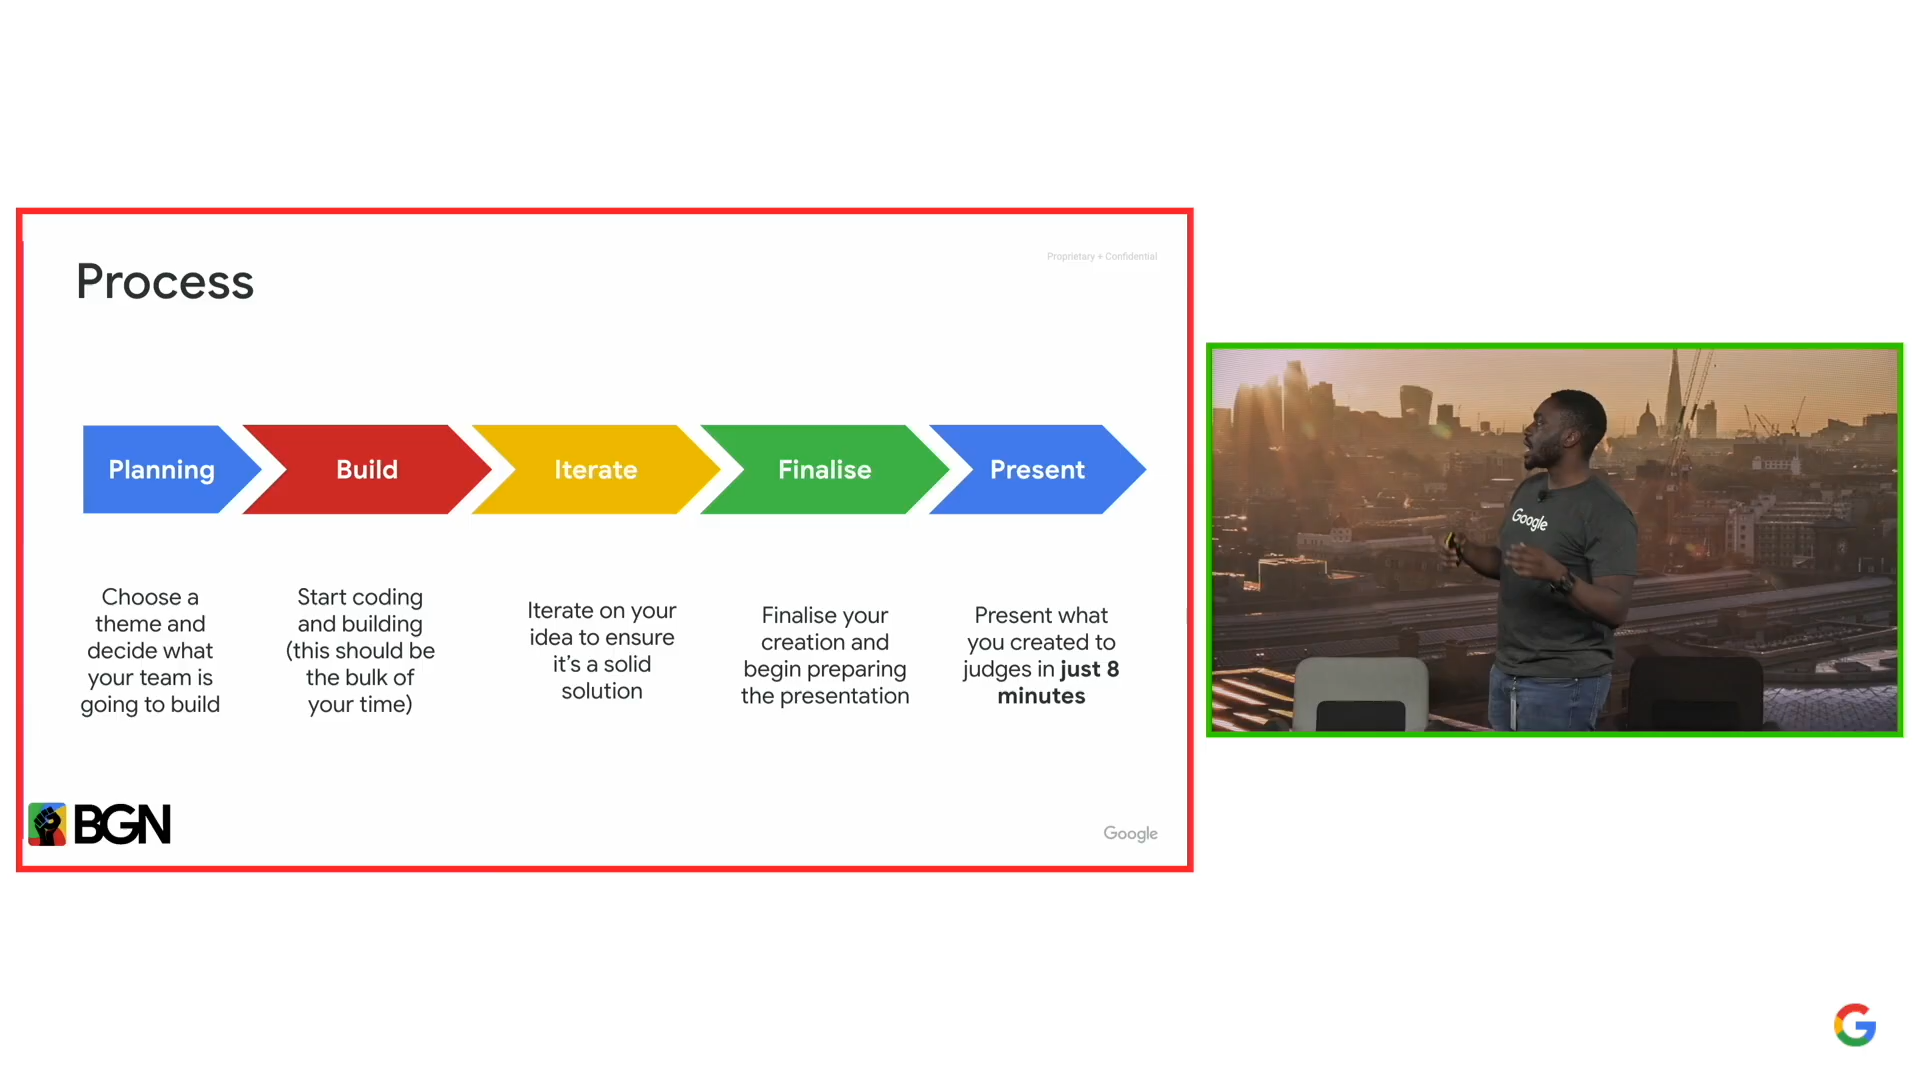 Process
Proprietary + Confidential
Planning
Build
Iterate
Finalise
Present
Choose a
theme and
decide what
your team is
going to build
Start coding
and building
(this should be
the bulk of
your time)
Iterate on your
idea to ensure
it's a solid
solution
Finalise your
creation and
begin preparing
the presentation
Present what
you created to
judges in just 8
minutes
BGN
Google
Google
G